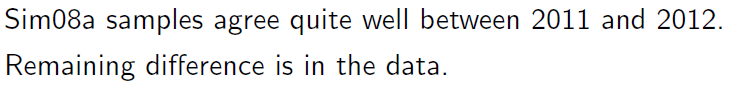 Sim08a samples agree quite well between 2011 and 2012.
Remaining difference is in the data.